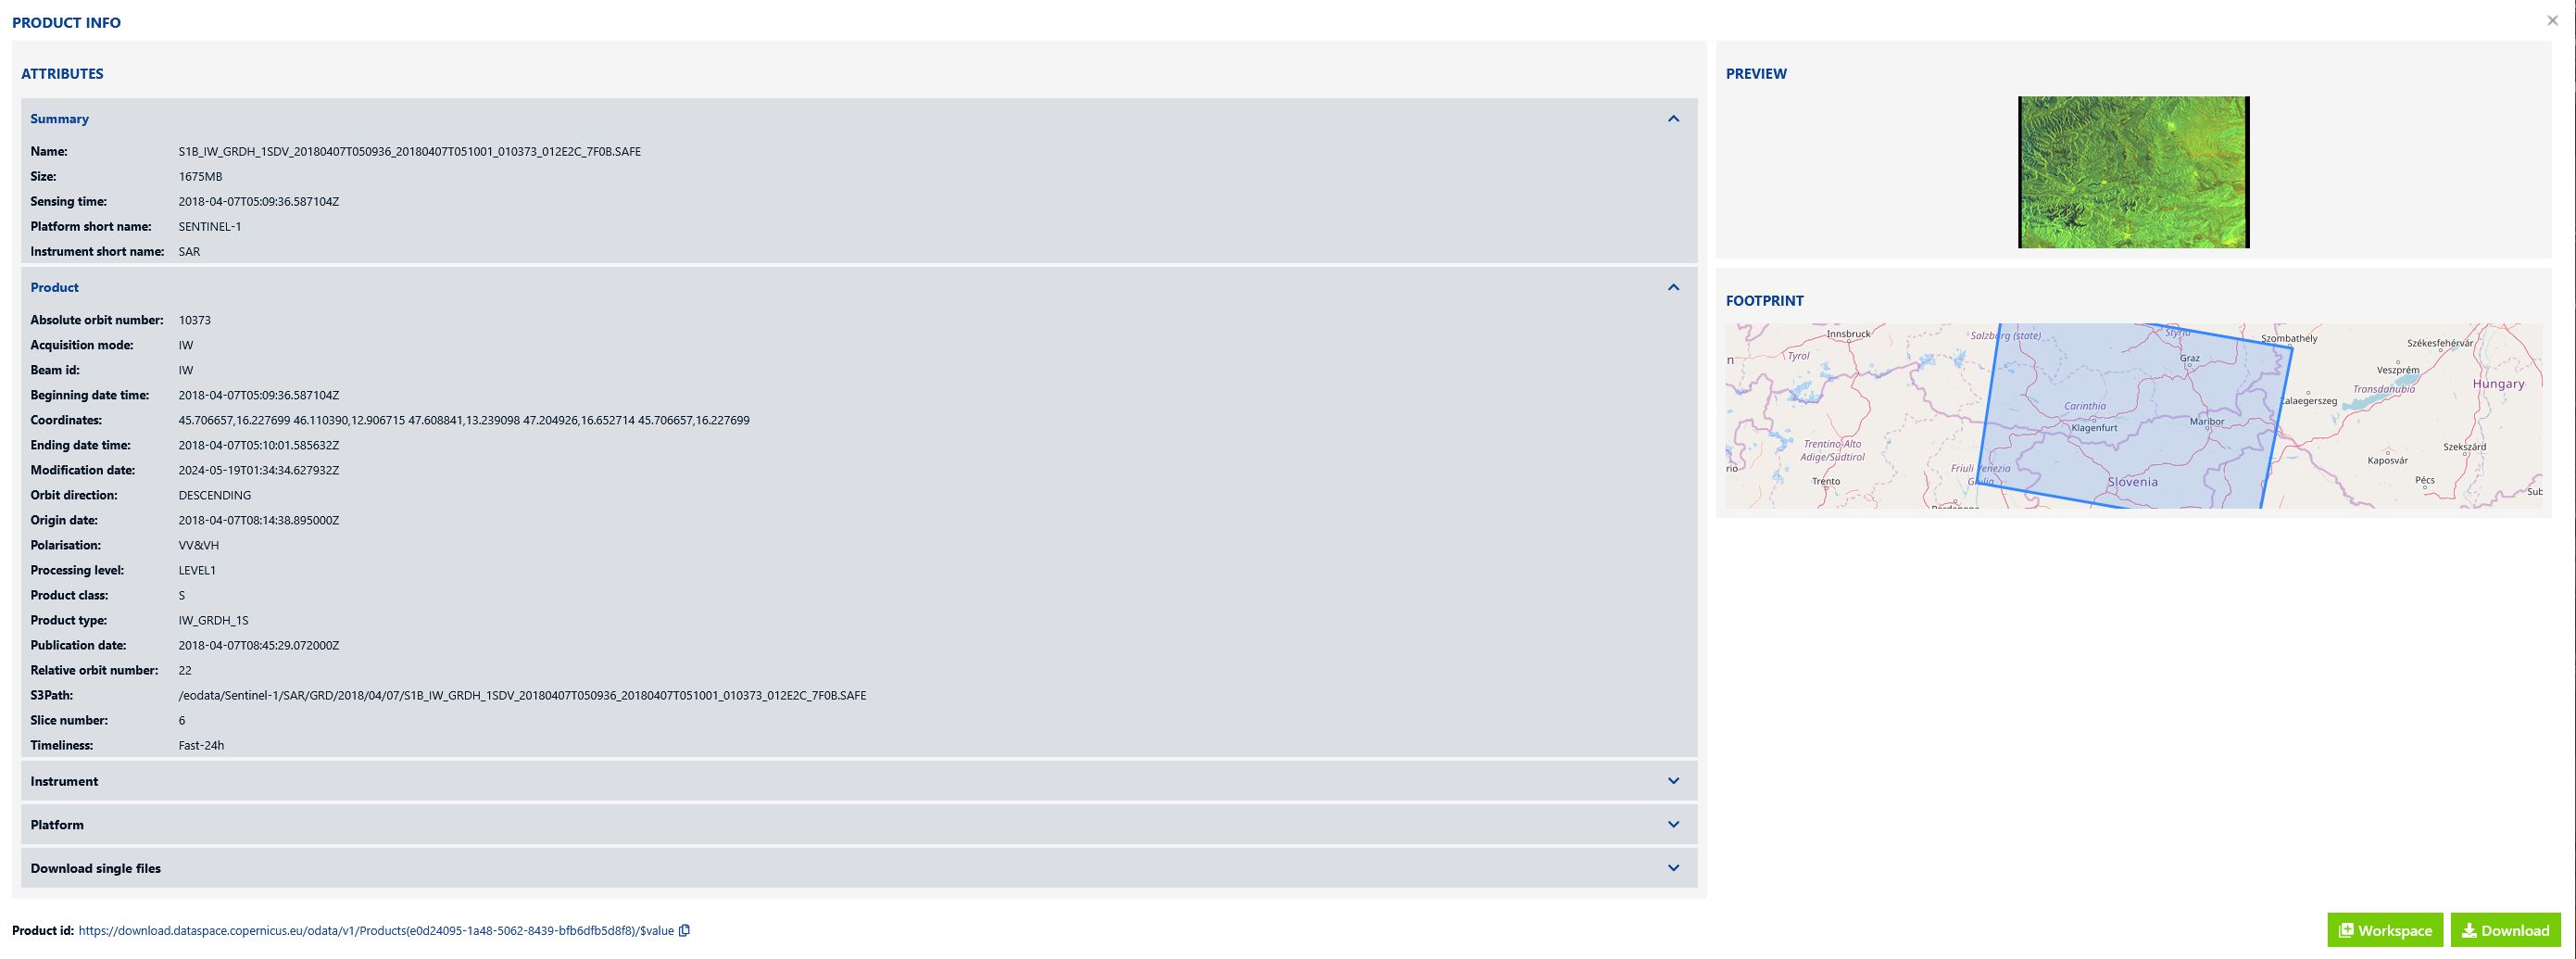 PRODUCT INFO
ATTRIBUTES
Summary
Name: S1B_IW_GRDH_1SDV_20180407T050936_20180407T051001_010373_012E2C_7F0B.SAFE
Size: 1675MB
Sensing time: 2018-04-07T05:09:36.587104Z
Platform short name: SENTINEL-1
Instrument short name: SAR
Product
Absolute orbit number: 10373
Acquisition mode: IW
Beam id: IW
Beginning date time: 2018-04-07T05:09:36.587104Z
Coordinates: 45.706657,16.227699 46.110390,12.906715 47.608841,13.239098 47.204926,16.652714 45.706657,16.227699
Ending date time: 2018-04-07T05:10:01.585632Z
Modification date: 2024-05-19T01:34:34.627932Z
Orbit direction: DESCENDING
Origin date: 2018-04-07T08:14:38.895000Z
Polarisation: VV&VH
Processing level: LEVEL1
Product class: S
Product type: IW_GRDH_1S
Publication date: 2018-04-07T08:45:29.072000Z
Relative orbit number: 22
S3Path: /eodata/Sentinel-1/SAR/GRD/2018/04/07/S1B_IW_GRDH_1SDV_20180407T050936_20180407T051001_010373_012E2C_7F0B.SAFE
Slice number: 6
Timeliness: Fast-24h
Instrument
Platform
Download single files
Product id: https://download.dataspace.copernicus.eu/odata/v1/Products(e0d24095-1a48-5062-8439-bfb6dfb5d8f8)/$value
PREVIEW
FOOTPRINT
Innsbruck
Salzburg (state)
Styria
Szombathely
Székesfehérvár
Tyrol
Graz
Veszprém
Transdanubia
Hungary
Zalaegerszeg
Carinthia
Klagenfurt
Maribor
Trentino-Alto
Adige/Südtirol
Szekszárd
Kaposvár
Friuli Venezia
Giulia
Trento
Slovenia
Pécs
Workspace
Download